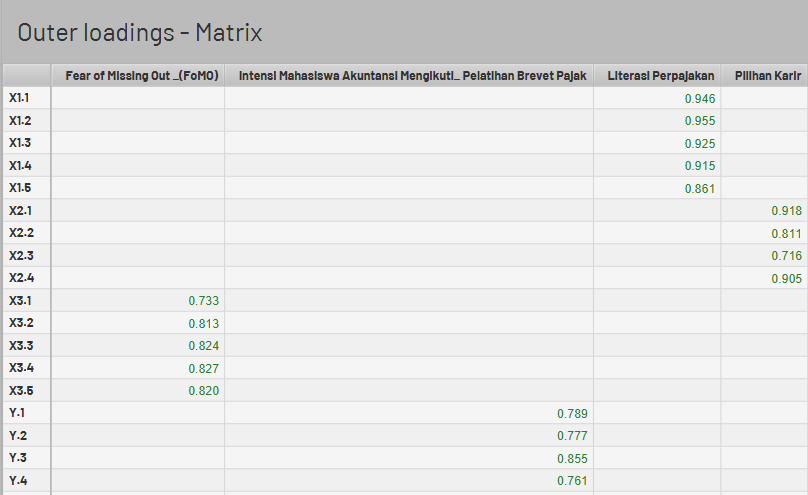 Outer loadings - Matrix
Fear of Missing Out _(FoMO) Intensi Mahasiswa Akuntansi Mengikuti_ Pelatihan Brevet Pajak Literasi Perpajakan Pilihan Karir
X1.1 0.946
X1.2 0.955
X1.3 0.925
X1.4 0.915
X1.5 0.861
X2.1 0.918
X2.2 0.811
X2.3 0.716
X2.4 0.905
X3.1 0.733
X3.2 0.813
X3.3 0.824
X3.4 0.827
X3.5 0.820
Y.1 0.789
Y.2 0.777
Y.3 0.855
Y.4 0.761